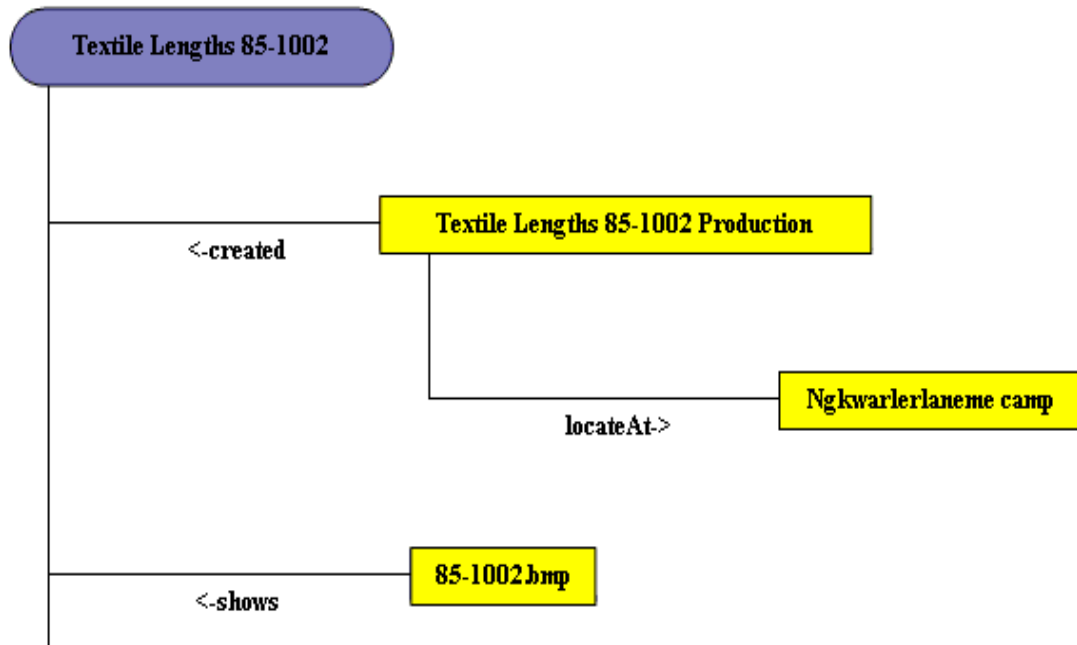 Textile Lengths 85-1002
Textile Lengths 85-1002 Production
<-created
Ngkwarlerlaneme camp
locateAt->
85-1002.bmp
<-shows